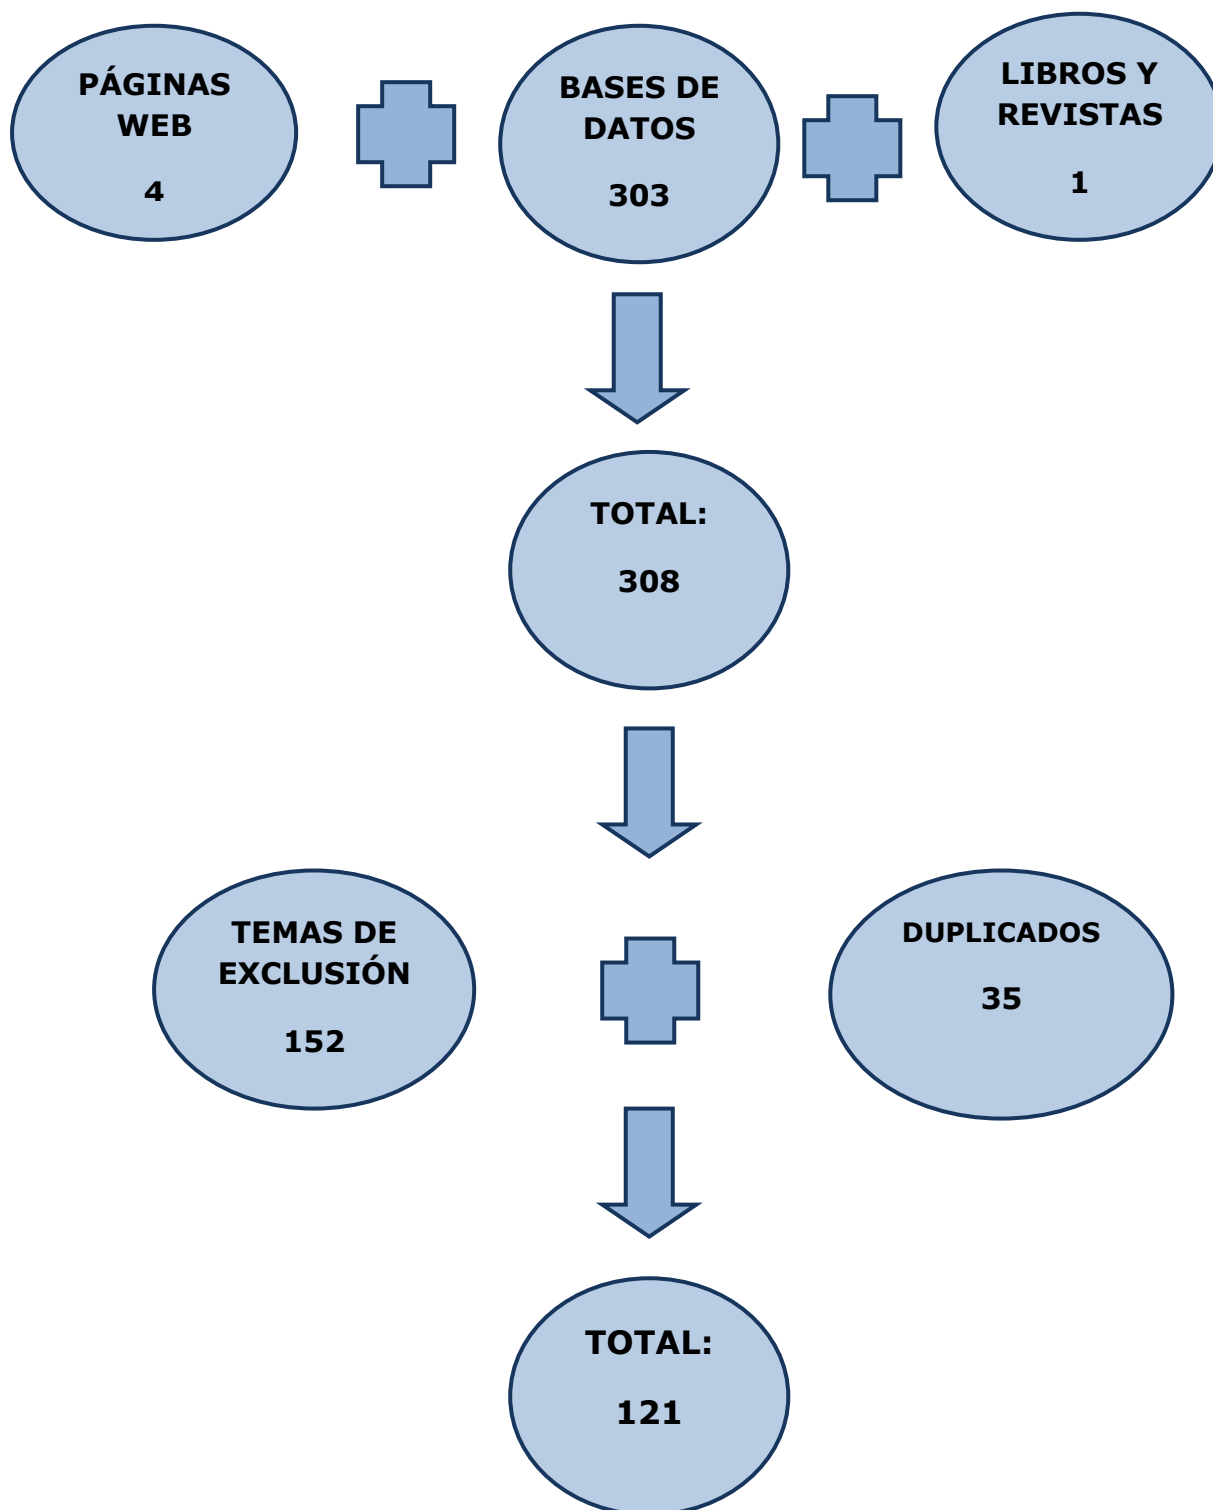 PÁGINAS
WEB
4
BASES DE
DATOS
303
LIBROS Y
REVISTAS
1
TOTAL:
308
TEMAS DE
EXCLUSIÓN
152
DUPLICADOS
35
TOTAL:
121